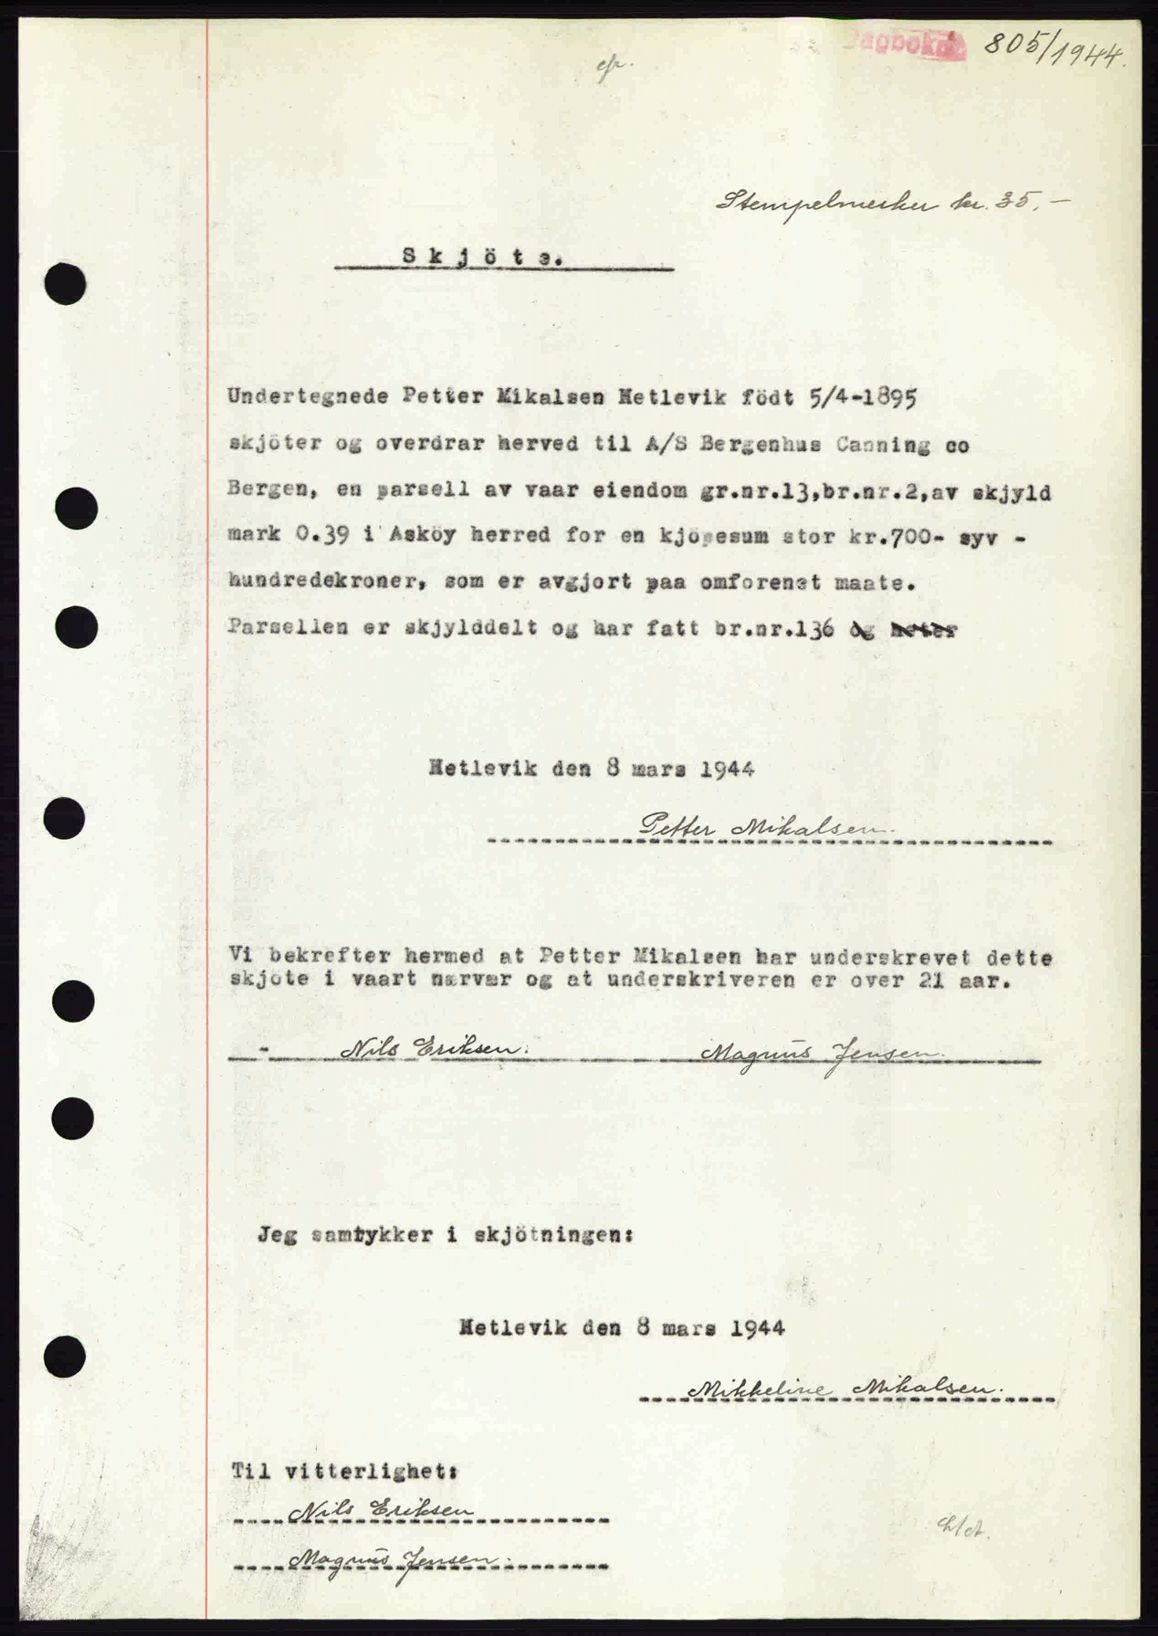 Dagbokn 805/1944.
Stempelmerker kr. 35,-
Skjöte.
Undertegnede Petter Mikalsen Hetlevik födt 5/4-1895
skjöter og overdrar herved til A/S Bergenhus Canning co
Bergen, en parsell av vaar eiendom gr.nr.13,br.nr.2,av skjyld
mark 0.39 i Asköy herred for en kjöpesum stor kr.700- syv -
hundredekroner, som er avgjort paa omforenet maate.
Parsellen er skjylddelt og har fatt br.nr.136 og heter
Hetlevik den 8 mars 1944
Petter Mikalsen.
Vi bekrefter hermed at Petter Mikalsen har underskrevet dette
skjöte i vaart nærvær og at underskriveren er over 21 aar.
Nils Eriksen. Magnus Jensen.
Jeg samtykker i skjötningen:
Hetlevik den 8 mars 1944
Mikkeline Mikalsen.
Til vitterlighet:
Nils Eriksen
Magnus Jensen.